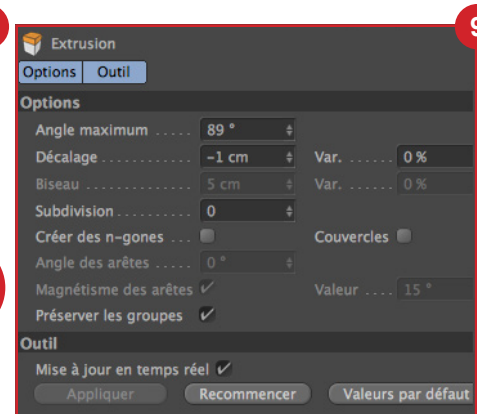 9
Extrusion
Options Outil
Options
Angle maximum ..... 89 °
Décalage ............ -1 cm Var. ....... 0 %
Biseau ............. 5 cm Var. ....... 0 %
Subdivision .......... 0
Créer des n-gones ... Couvercles
Angle des arêtes ..... 0 °
Magnétisme des arêtes Valeur .... 15 °
Préserver les groupes
Outil
Mise à jour en temps réel
Appliquer Recommencer Valeurs par défaut